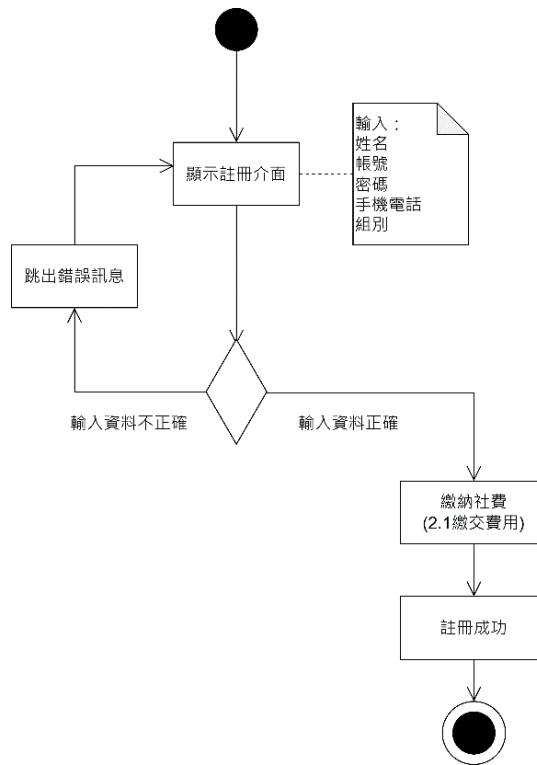 顯示註冊介面
輸入：
姓名
帳號
密碼
手機電話
組別
跳出錯誤訊息
輸入資料不正確
輸入資料正確
繳納社費
(2.1繳交費用)
註冊成功